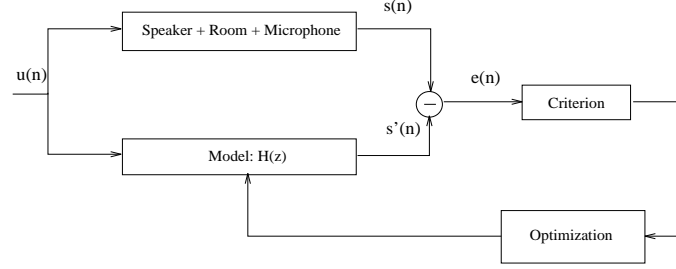 s(n)
Speaker + Room + Microphone
u(n)
e(n)
−
Criterion
s'(n)
Model: H(z)
Optimization